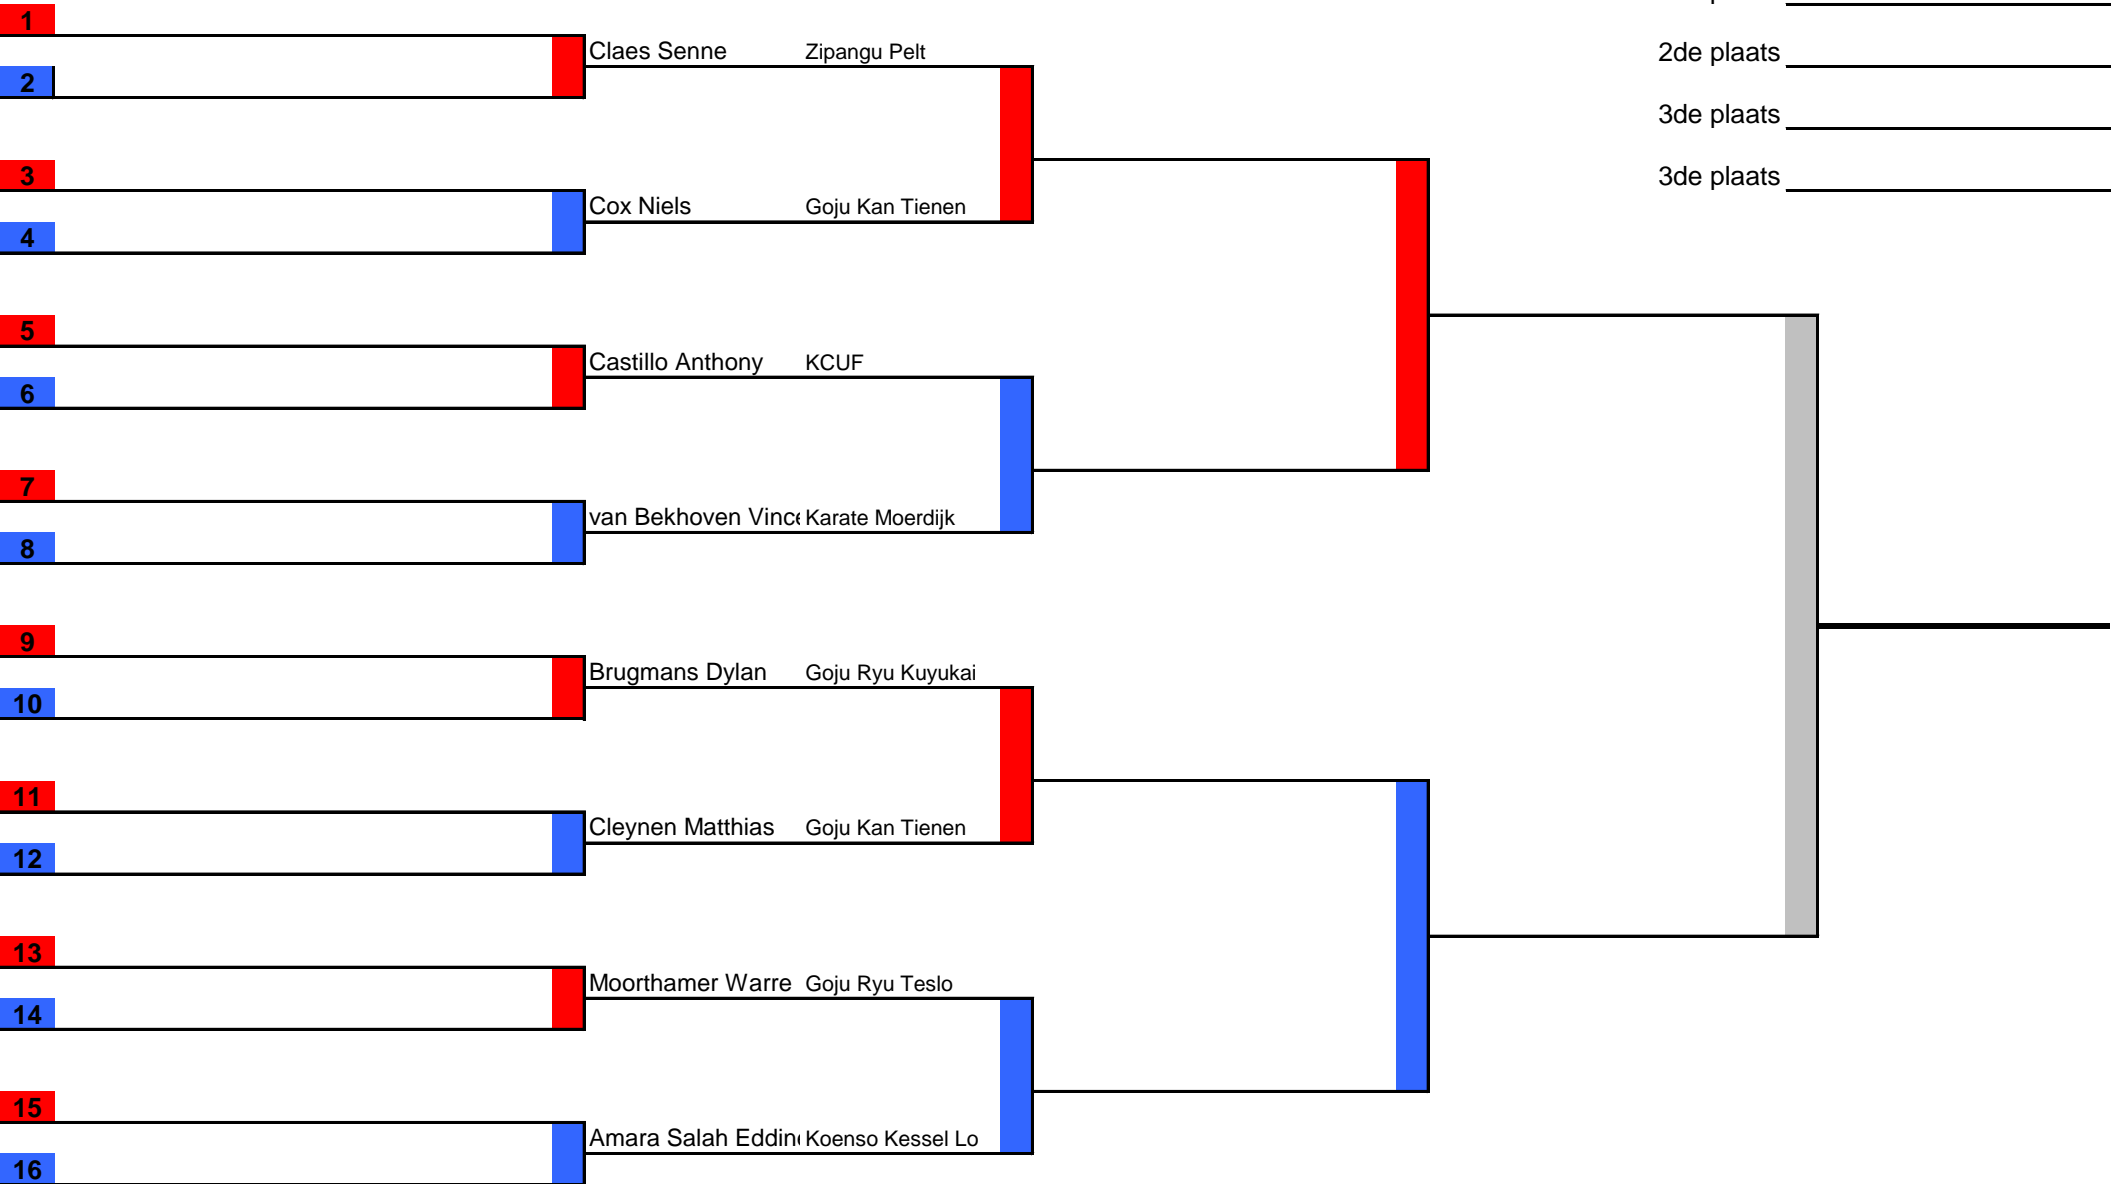 1
Claes Senne Zipangu Pelt
2de plaats
2
3de plaats
3
3de plaats
Cox Niels Goju Kan Tienen
4
5
Castillo Anthony KCUF
6
7
van Bekhoven Vince Karate Moerdijk
8
9
Brugmans Dylan Goju Ryu Kuyukai
10
11
Cleynen Matthias Goju Kan Tienen
12
13
Moorthamer Warre Goju Ryu Teslo
14
15
Amara Salah Eddin Koenso Kessel Lo
16